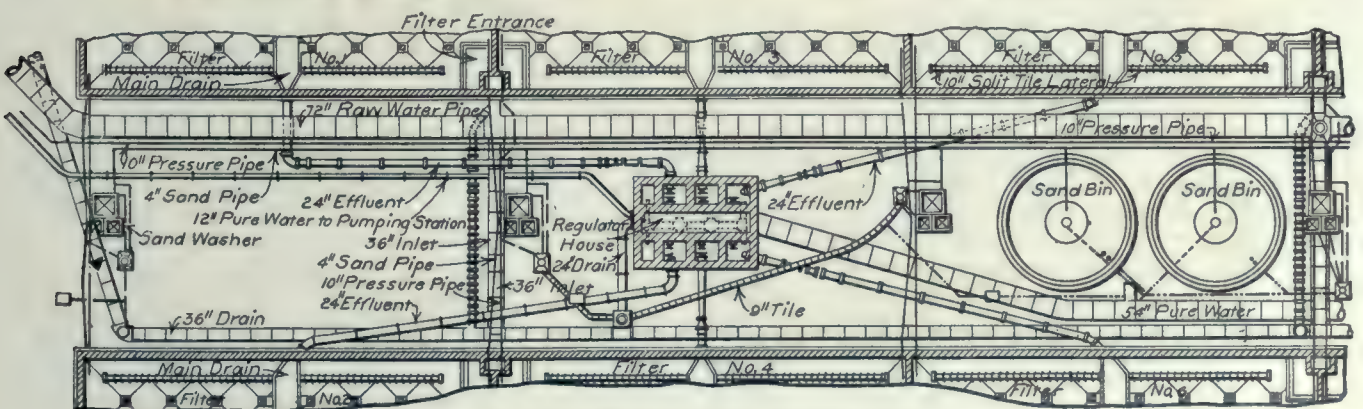 Filter Entrance
Filter No. 1
Filter No. 3
Filter No. 5
Main Drain
10" Split Tile Lateral
72" Raw Water Pipe
10" Pressure Pipe
0" Pressure Pipe
4" Sand Pipe
24" Effluent
12" Pure Water to Pumping Station
Sand Washer
36" Inlet
4" Sand Pipe
10" Pressure Pipe
36" Inlet
24" Effluent
Regulator
House
24" Drain
24" Effluent
Sand Bin
Sand Bin
9" Tile
54" Pure Water
36" Drain
Main Drain
Filter No. 2
Filter No. 4
Filter No. 6